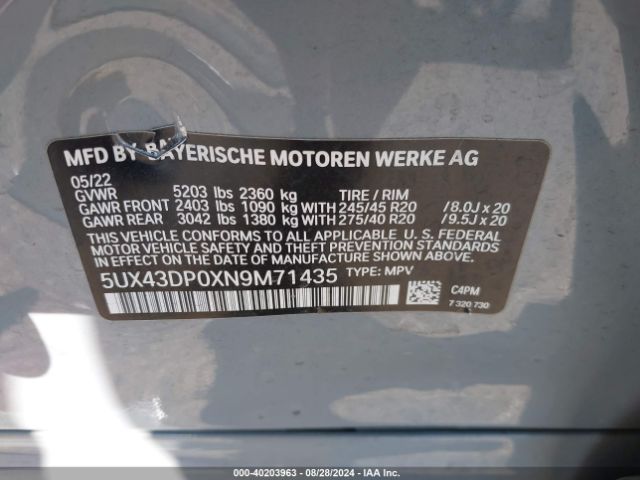 MFD BY BAYERISCHE MOTOREN WERKE AG
05/22
GVWR 5203 lbs 2360 kg TIRE / RIM
GAWR FRONT 2403 lbs 1090 kg WITH 245/45 R20 /8.0J x 20
GAWR REAR 3042 lbs 1380 kg WITH 275/40 R20 /9.5J x 20
THIS VEHICLE CONFORMS TO ALL APPLICABLE U. S. FEDERAL
MOTOR VEHICLE SAFETY AND THEFT PREVENTION STANDARDS
IN EFFECT ON THE DATE OF MANUFACTURE SHOWN ABOVE.
5UX43DP0XN9M71435 TYPE: MPV
C4PM
7 320 730
000-40203963 - 08/28/2024 - IAAI.COM